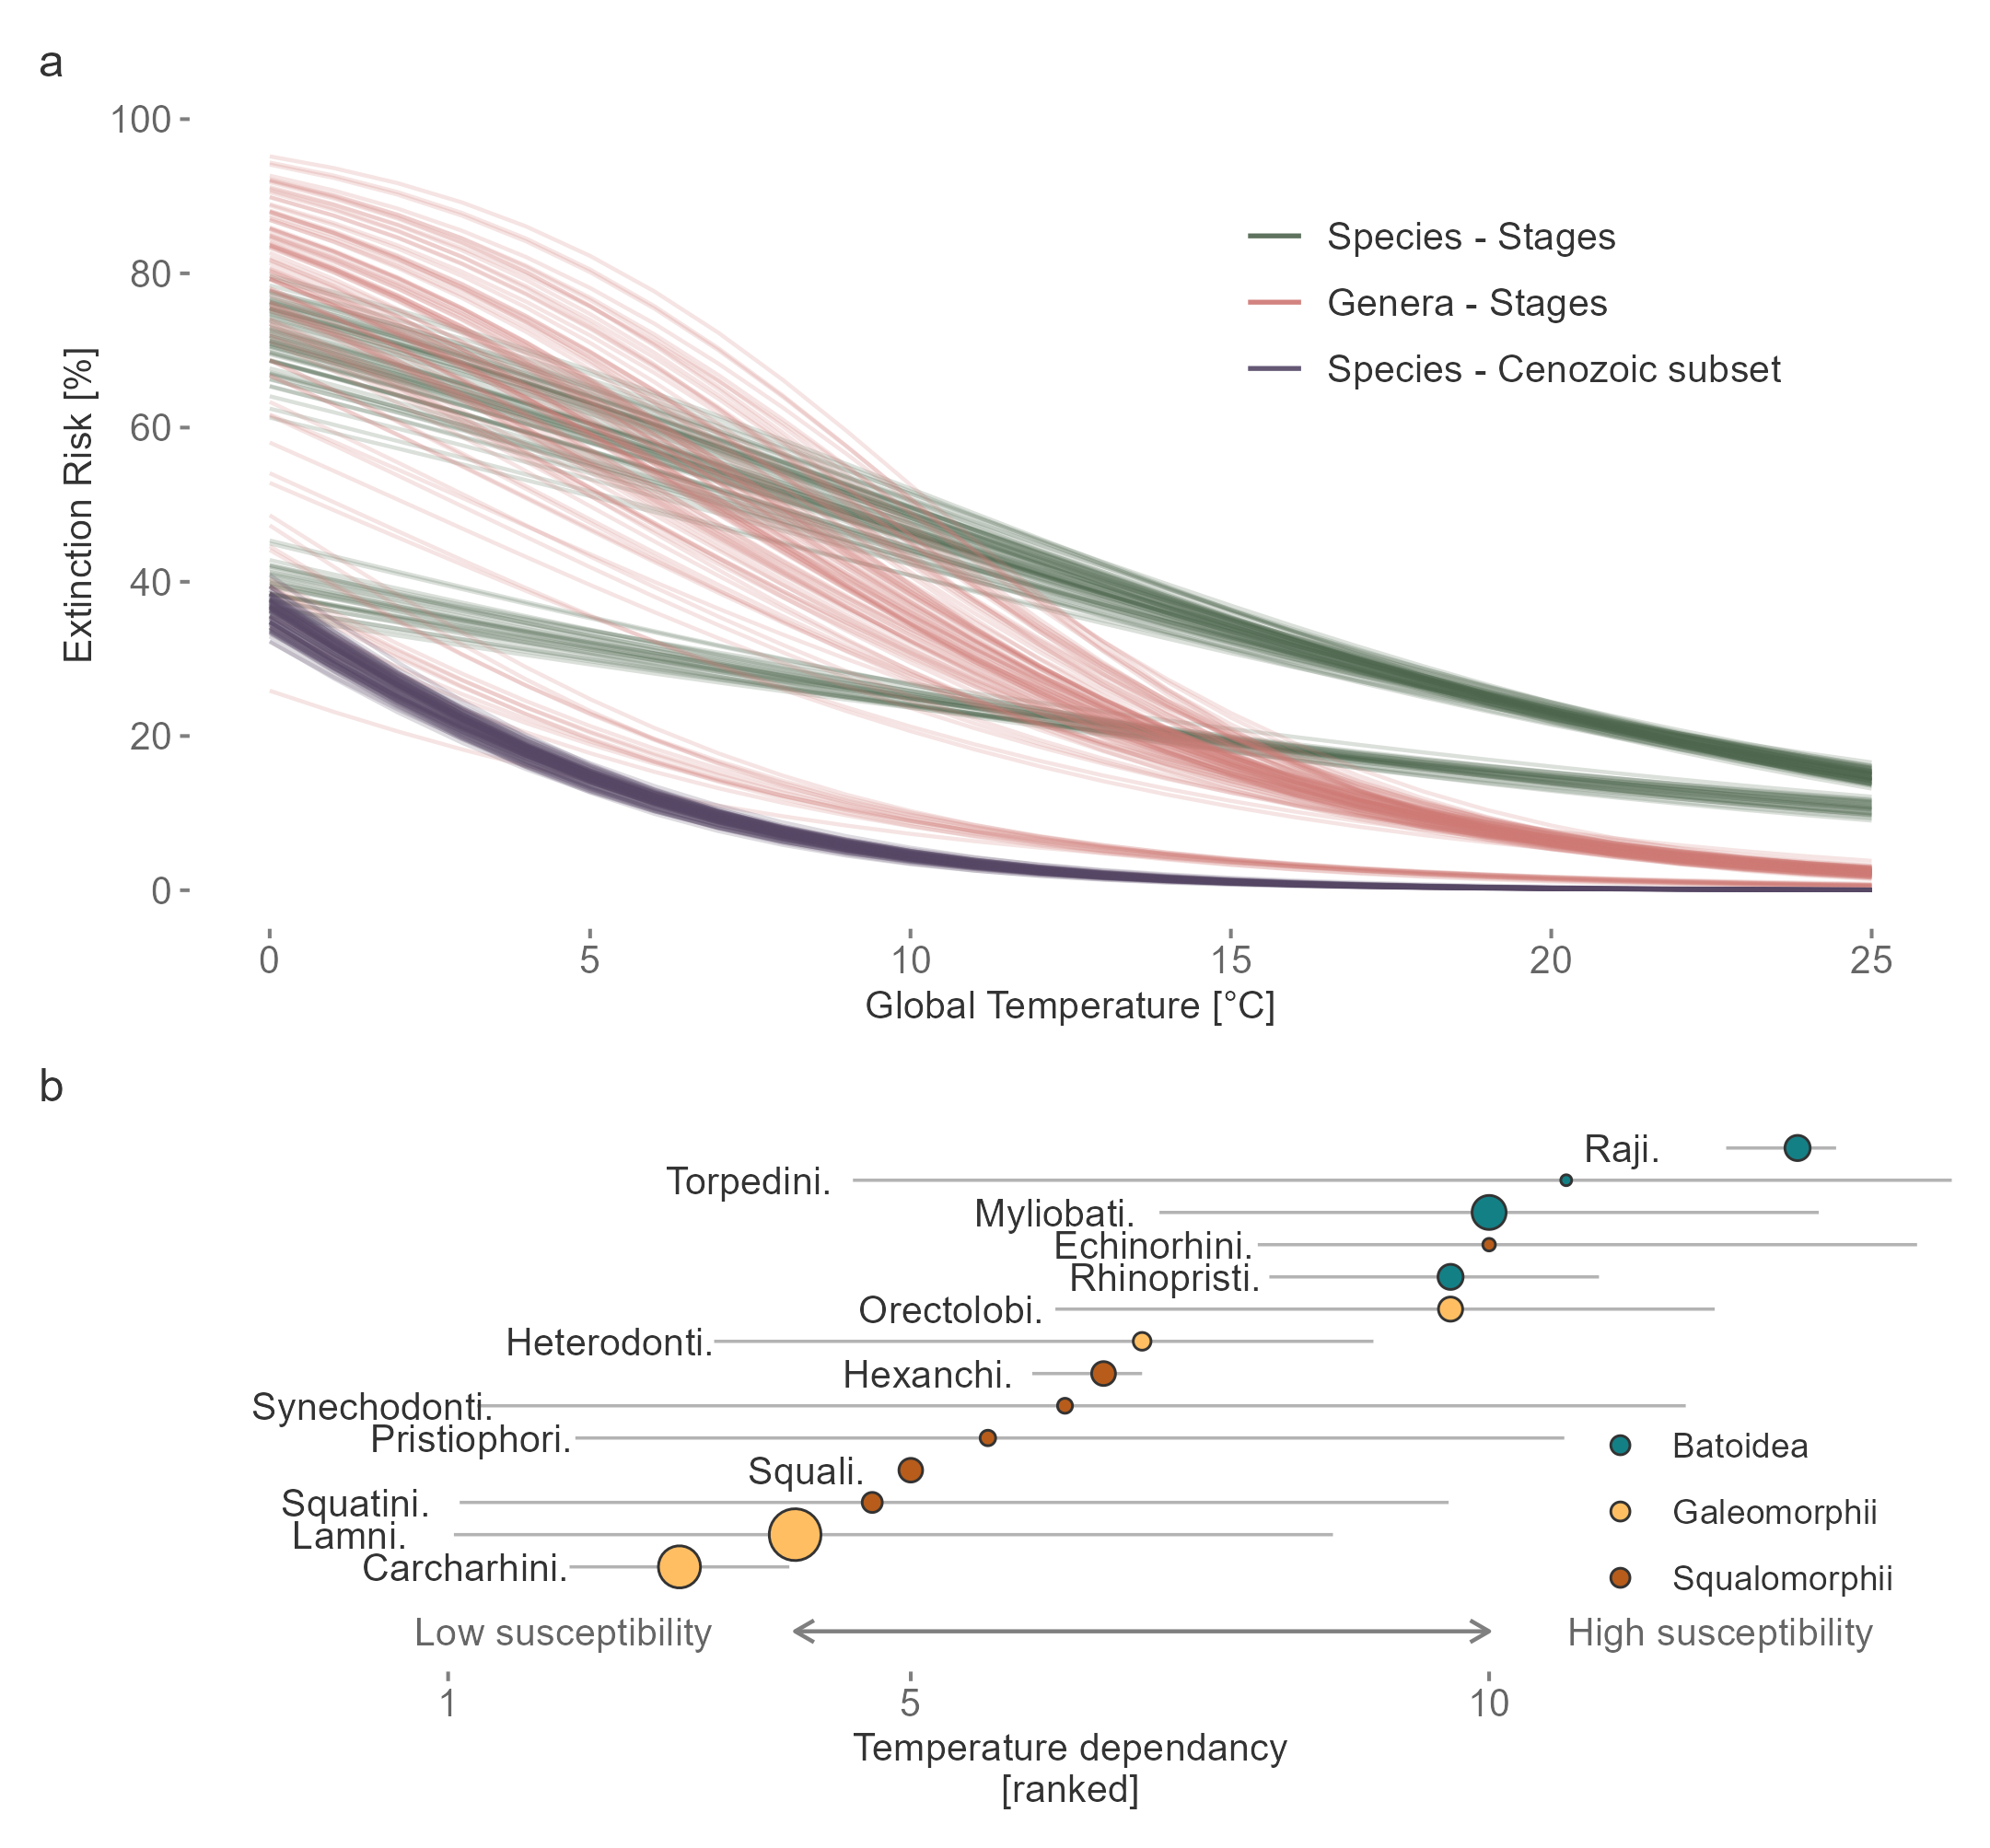 a
100
80
60
40
20
0
Extinction Risk [%]
Species - Stages
Genera - Stages
Species - Cenozoic subset
0 5 10 15 20 25
Global Temperature [°C]
b
Raji.
Torpedini.
Myliobati.
Echinorhini.
Rhinopristi.
Orectolobi.
Heterodonti.
Hexanchi.
Synechodonti.
Pristiophori.
Squali.
Squatini.
Lamni.
Carcharhini.
Batoidea
Galeomorphii
Squalomorphii
Low susceptibility High susceptibility
1 5 10
Temperature dependancy
[ranked]